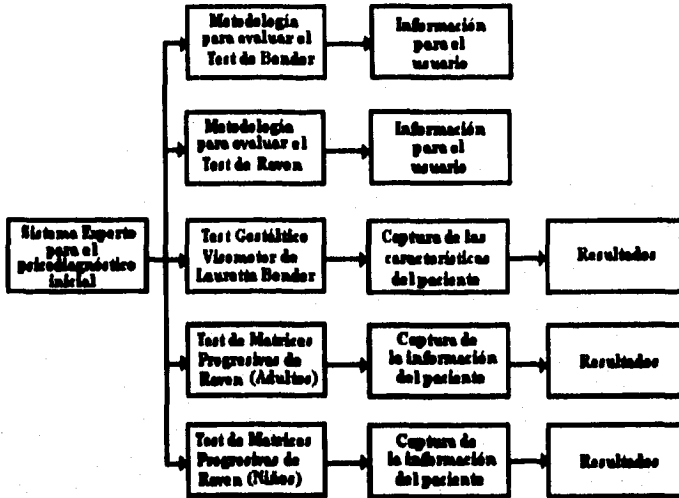 Metodología
para evaluar el
Test de Bender
Información
para el
usuario
Metodología
para evaluar el
Test de Raven
Información
para el
usuario
Sistema Experto
para el
psicodiagnóstico
inicial
Test Gestáltico
Visomotor de
Lauretta Bender
Captura de las
características
del paciente
Resultados
Test de Matrices
Progresivas de
Raven (Adultos)
Captura de
la información
del paciente
Resultados
Test de Matrices
Progresivas de
Raven (Niños)
Captura de
la información
del paciente
Resultados